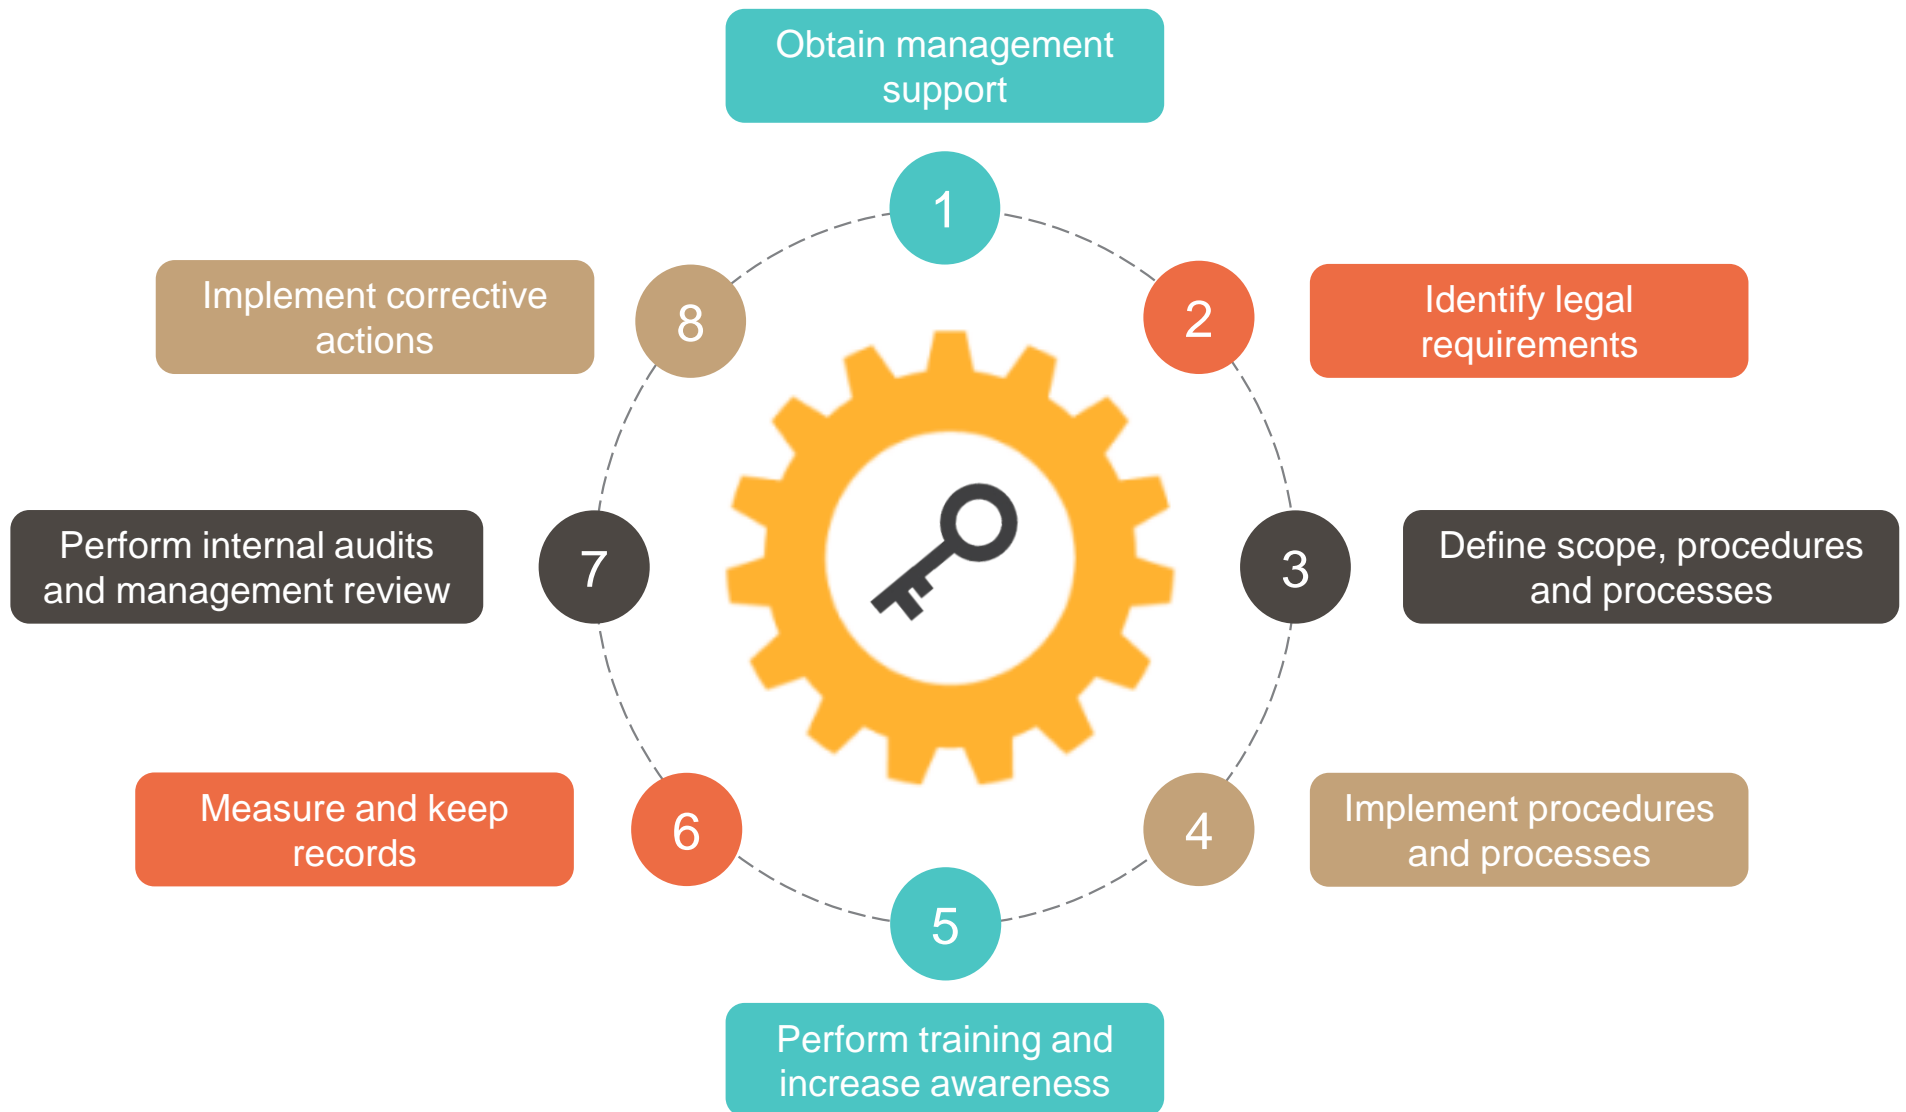 Obtain management
support
1
2
Identify legal
requirements
3
Define scope, procedures
and processes
4
Implement procedures
and processes
5
Perform training and
increase awareness
6
Measure and keep
records
7
Perform internal audits
and management review
8
Implement corrective
actions